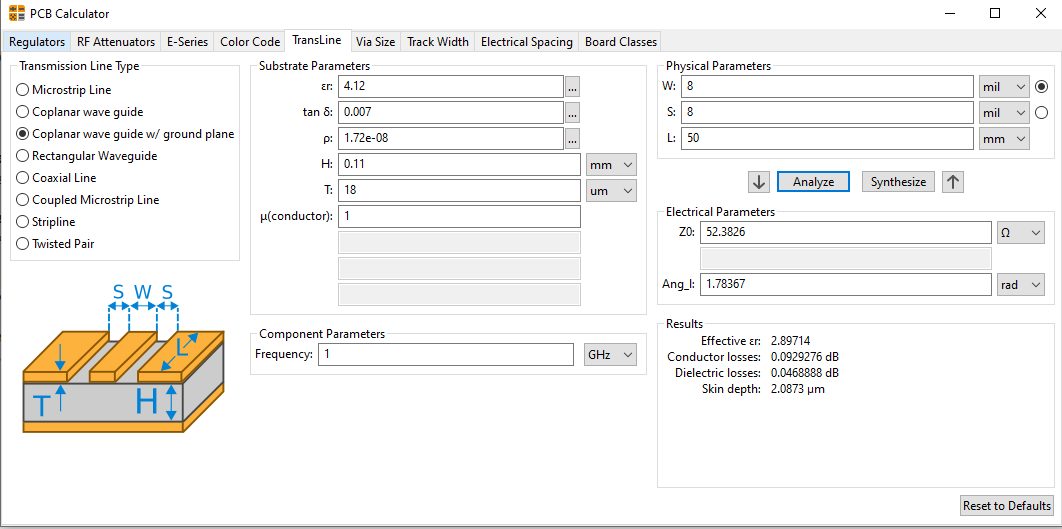 PCB Calculator
Regulators RF Attenuators E-Series Color Code TransLine Via Size Track Width Electrical Spacing Board Classes
Transmission Line Type
Microstrip Line
Coplanar wave guide
Coplanar wave guide w/ ground plane
Rectangular Waveguide
Coaxial Line
Coupled Microstrip Line
Stripline
Twisted Pair
S W S
L
T
H
Substrate Parameters
εr: 4.12 ...
tan δ: 0.007 ...
ρ: 1.72e-08 ...
H: 0.11 mm
T: 18 um
μ(conductor): 1
Component Parameters
Frequency: 1 GHz
Physical Parameters
W: 8 mil
S: 8 mil
L: 50 mm
Analyze Synthesize
Electrical Parameters
Z0: 52.3826 Ω
Ang_l: 1.78367 rad
Results
Effective εr: 2.89714
Conductor losses: 0.0929276 dB
Dielectric losses: 0.0468888 dB
Skin depth: 2.0873 μm
Reset to Defaults